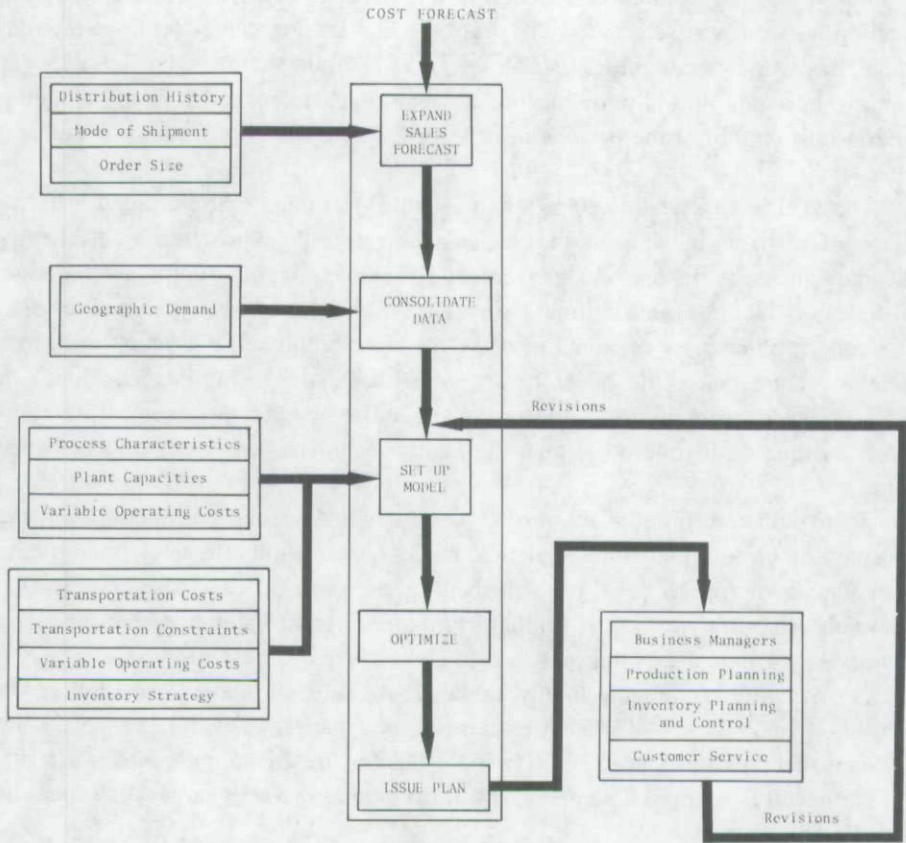 COST FORECAST
Distribution History
Mode of Shipment
Order Size
EXPAND
SALES
FORECAST
Geographic Demand
CONSOLIDATE
DATA
Revisions
Process Characteristics
Plant Capacities
Variable Operating Costs
SET UP
MODEL
Transportation Costs
Transportation Constraints
Variable Operating Costs
Inventory Strategy
OPTIMIZE
Business Managers
Production Planning
Inventory Planning
and Control
Customer Service
ISSUE PLAN
Revisions